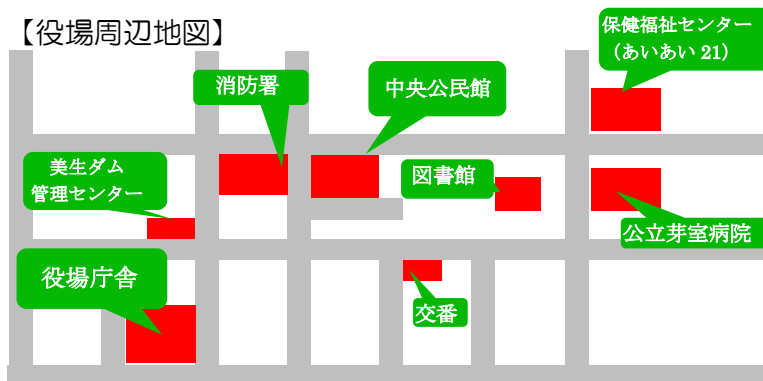 【役場周辺地図】
保健福祉センター
（あいあい 21）
消防署
中央公民館
美生ダム
管理センター
図書館
公立芽室病院
役場庁舎
交番